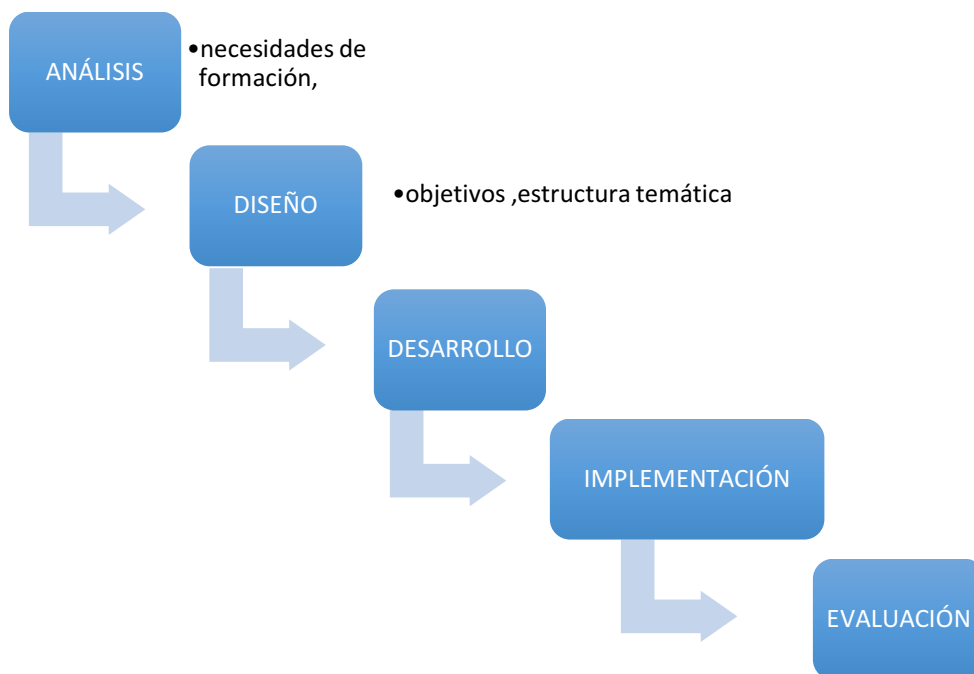 ANÁLISIS
•necesidades de
formación,
DISEÑO
•objetivos ,estructura temática
DESARROLLO
IMPLEMENTACIÓN
EVALUACIÓN